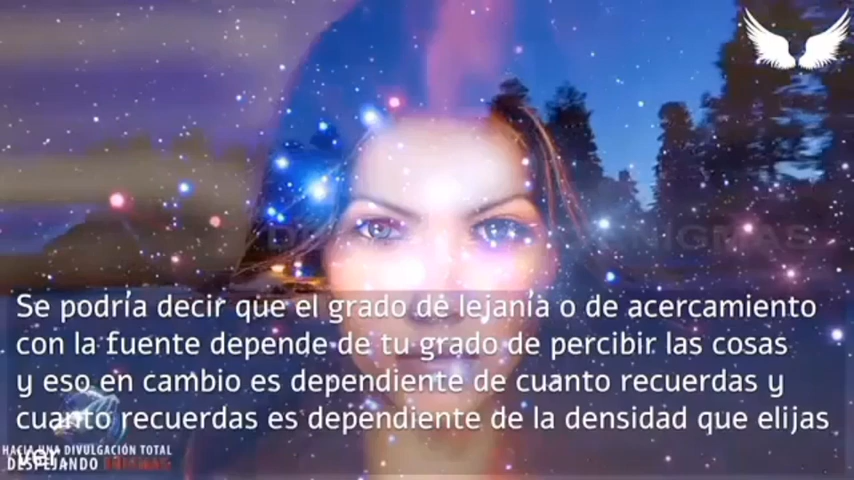 Se podría decir que el grado de lejanía o de acercamiento
con la fuente depende de tu grado de percibir las cosas
y eso en cambio es dependiente de cuanto recuerdas y
cuanto recuerdas es dependiente de la densidad que elijas
ver.
HACIA UNA DIVULGACIÓN TOTAL
DESPEJANDO ENIGMAS